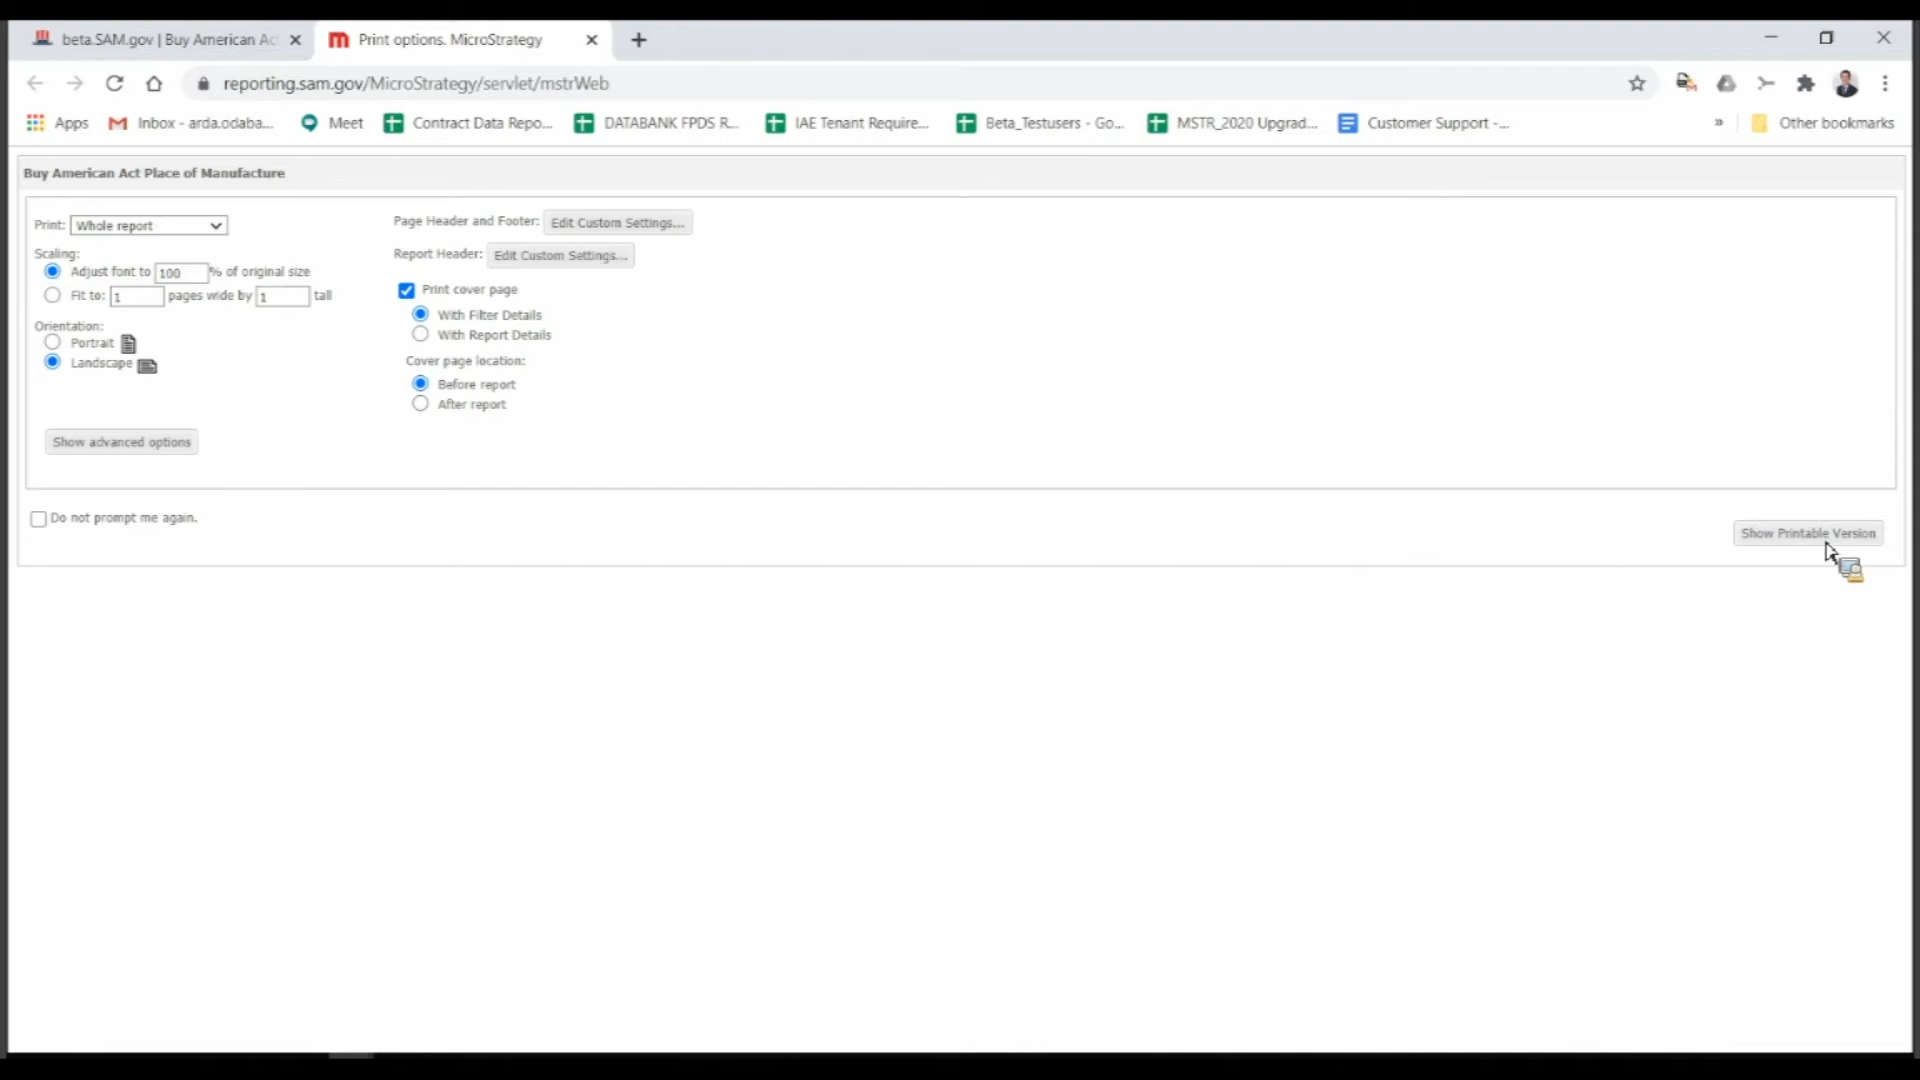 beta.SAM.gov | Buy American Ac
Print options. MicroStrategy
reporting.sam.gov/MicroStrategy/servlet/mstrWeb
Apps
Inbox - arda.odaba...
Meet
Contract Data Repo...
DATABANK FPDS R...
IAE Tenant Require...
Beta_Testusers - Go...
MSTR_2020 Upgrad...
Customer Support -...
»
Other bookmarks
Buy American Act Place of Manufacture
Print: Whole report
Scaling:
Adjust font to 100 % of original size
Fit to: 1 pages wide by 1 tall
Orientation:
Portrait
Landscape
Show advanced options
Page Header and Footer: Edit Custom Settings...
Report Header: Edit Custom Settings...
Print cover page
With Filter Details
With Report Details
Cover page location:
Before report
After report
Do not prompt me again.
Show Printable Version